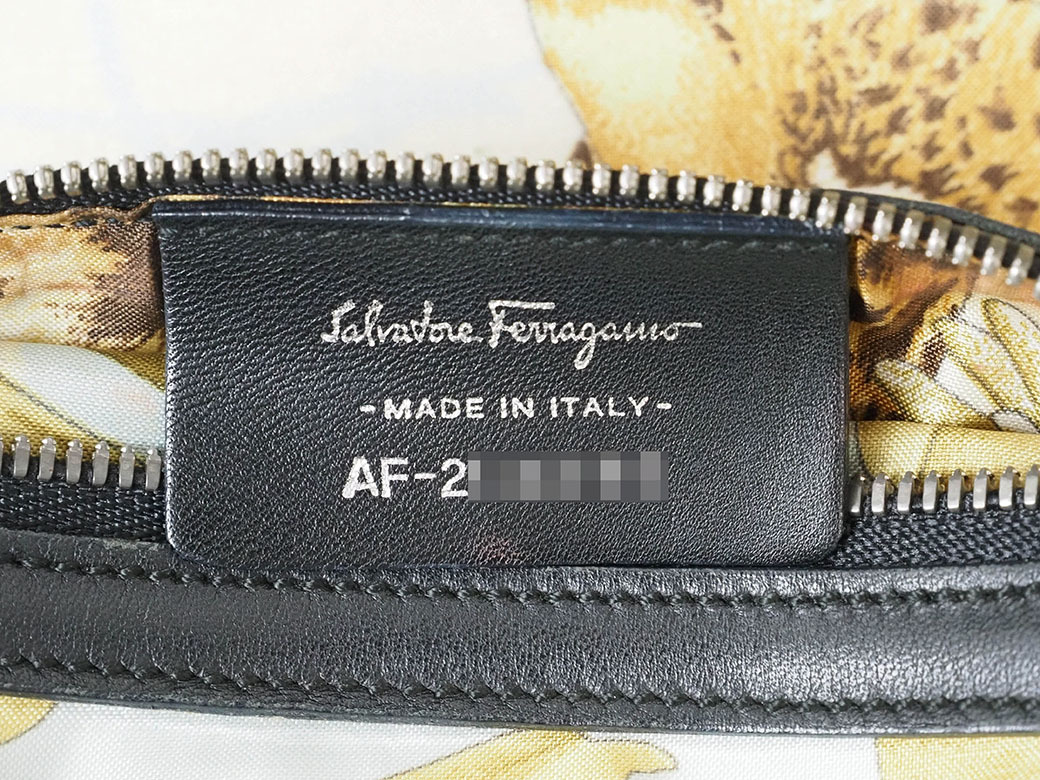 Salvatore Ferragamo
-MADE IN ITALY-
AF-2